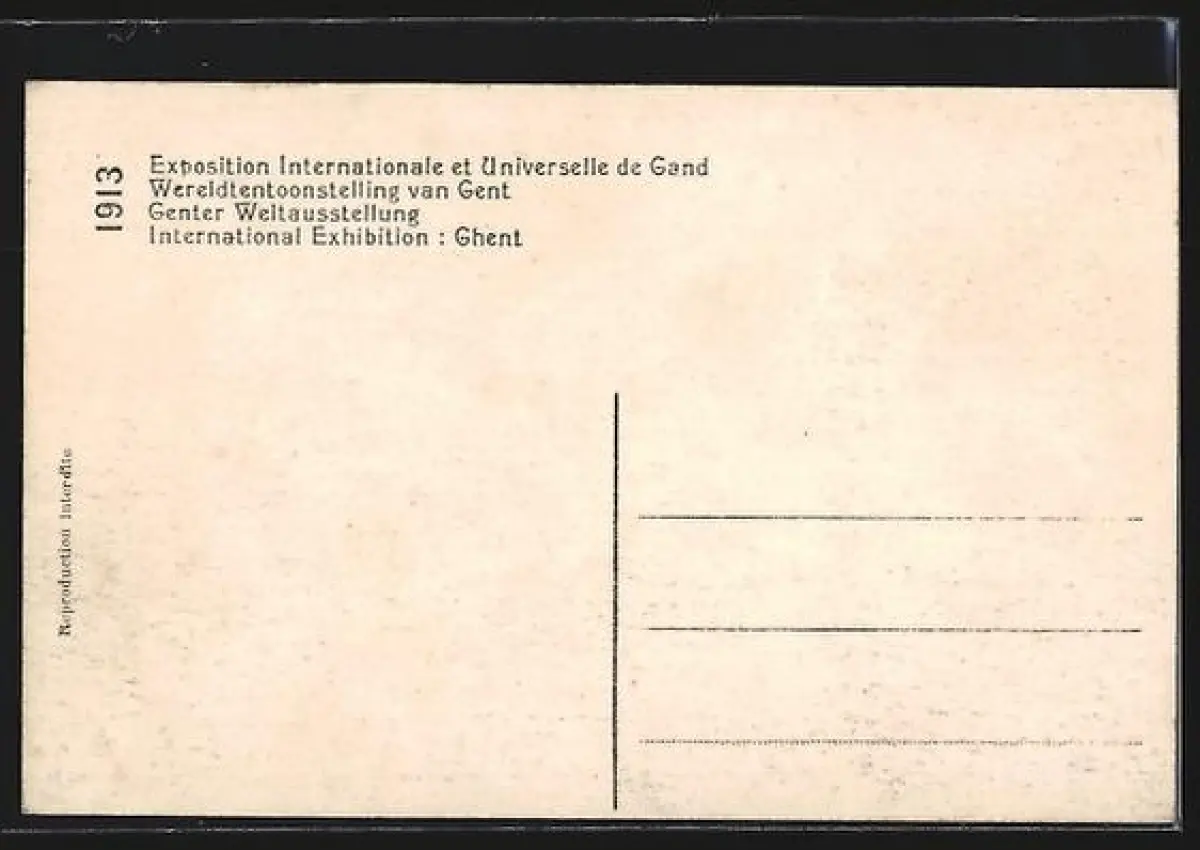 1913
Exposition Internationale et Universelle de Gand
Wereldtentoonstelling van Gent
Genter Weltausstellung
International Exhibition : Ghent
Reproduction interdite